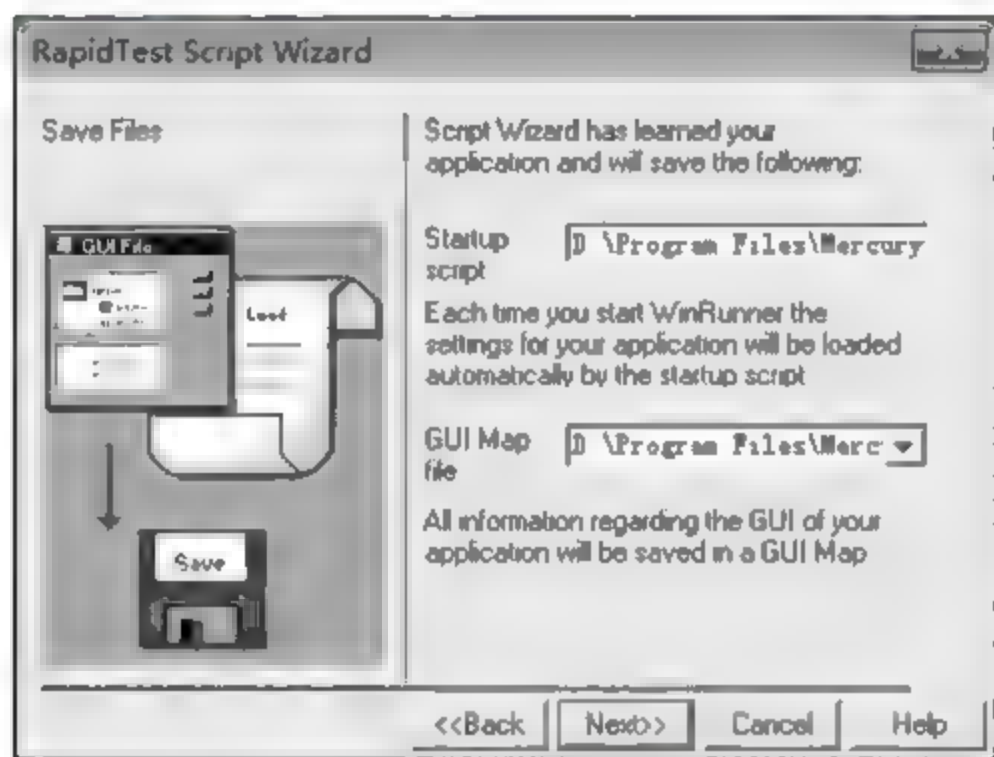 RapidTest Script Wizard
Save Files
GUI File
Load
Save
Script Wizard has learned your
application and will save the following:
Startup
script
D \Program Files\Mercury
Each time you start WinRunner the
settings for your application will be loaded
automatically by the startup script
GUI Map
file
D \Program Files\Merc
All information regarding the GUI of your
application will be saved in a GUI Map
<<Back
Next>>
Cancel
Help